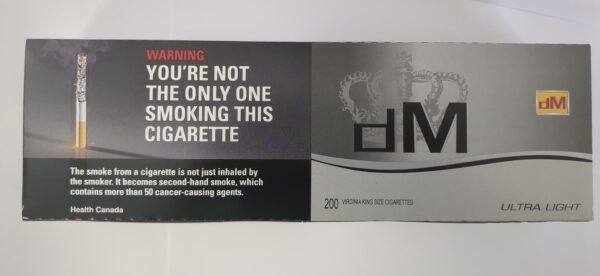 WARNING
YOU'RE NOT
THE ONLY ONE
SMOKING THIS
CIGARETTE
The smoke from a cigarette is not just inhaled by
the smoker. It becomes second-hand smoke, which
contains more than 50 cancer-causing agents.
Health Canada
dM
dM
200 VIRGINIA KING SIZE CIGARETTES
ULTRA LIGHT